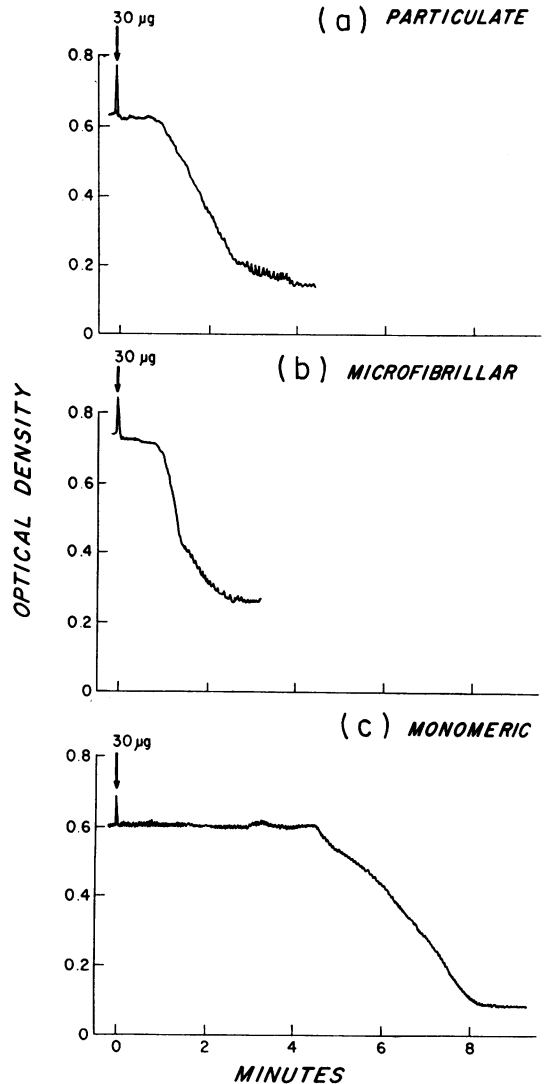 30 µg
(a) PARTICULATE
0.8
0.6
0.4
0.2
0
30 µg
(b) MICROFIBRILLAR
0.8
0.6
0.4
0.2
0
OPTICAL DENSITY
30 µg
(c) MONOMERIC
0.8
0.6
0.4
0.2
0
0 2 4 6 8
MINUTES